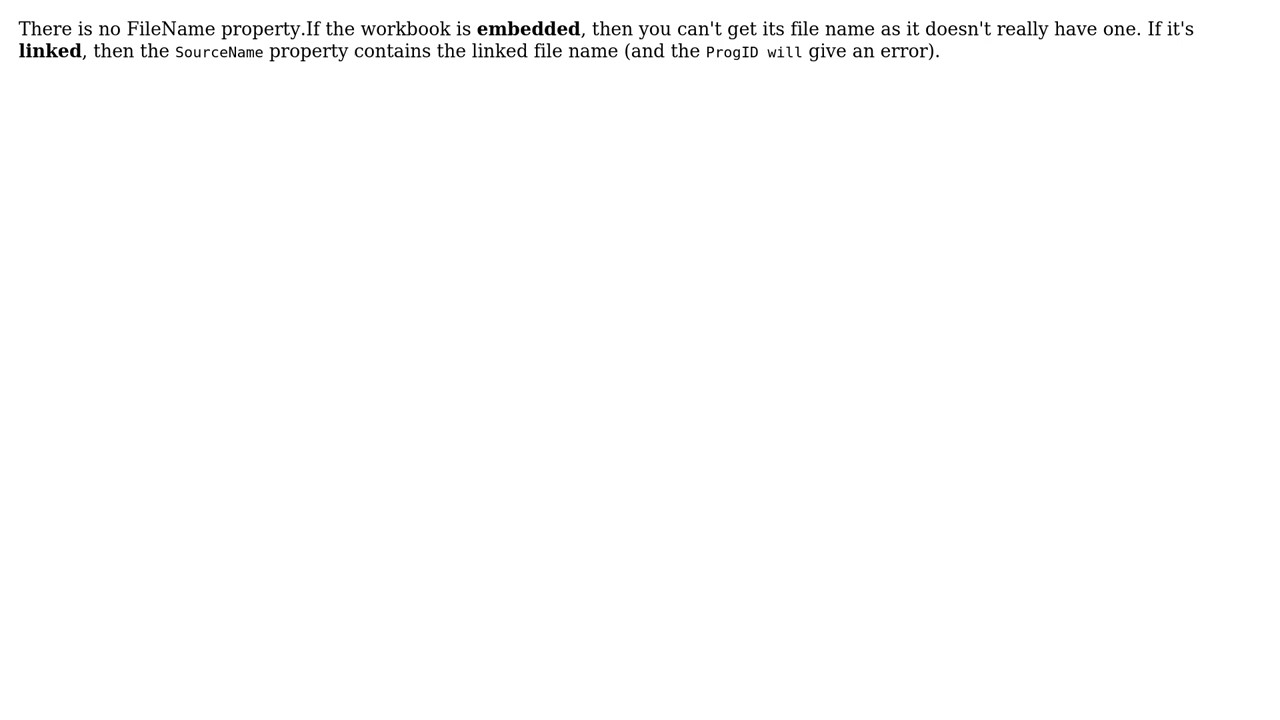 There is no FileName property.If the workbook is embedded, then you can't get its file name as it doesn't really have one. If it's
linked, then the SourceName property contains the linked file name (and the ProgID will give an error).